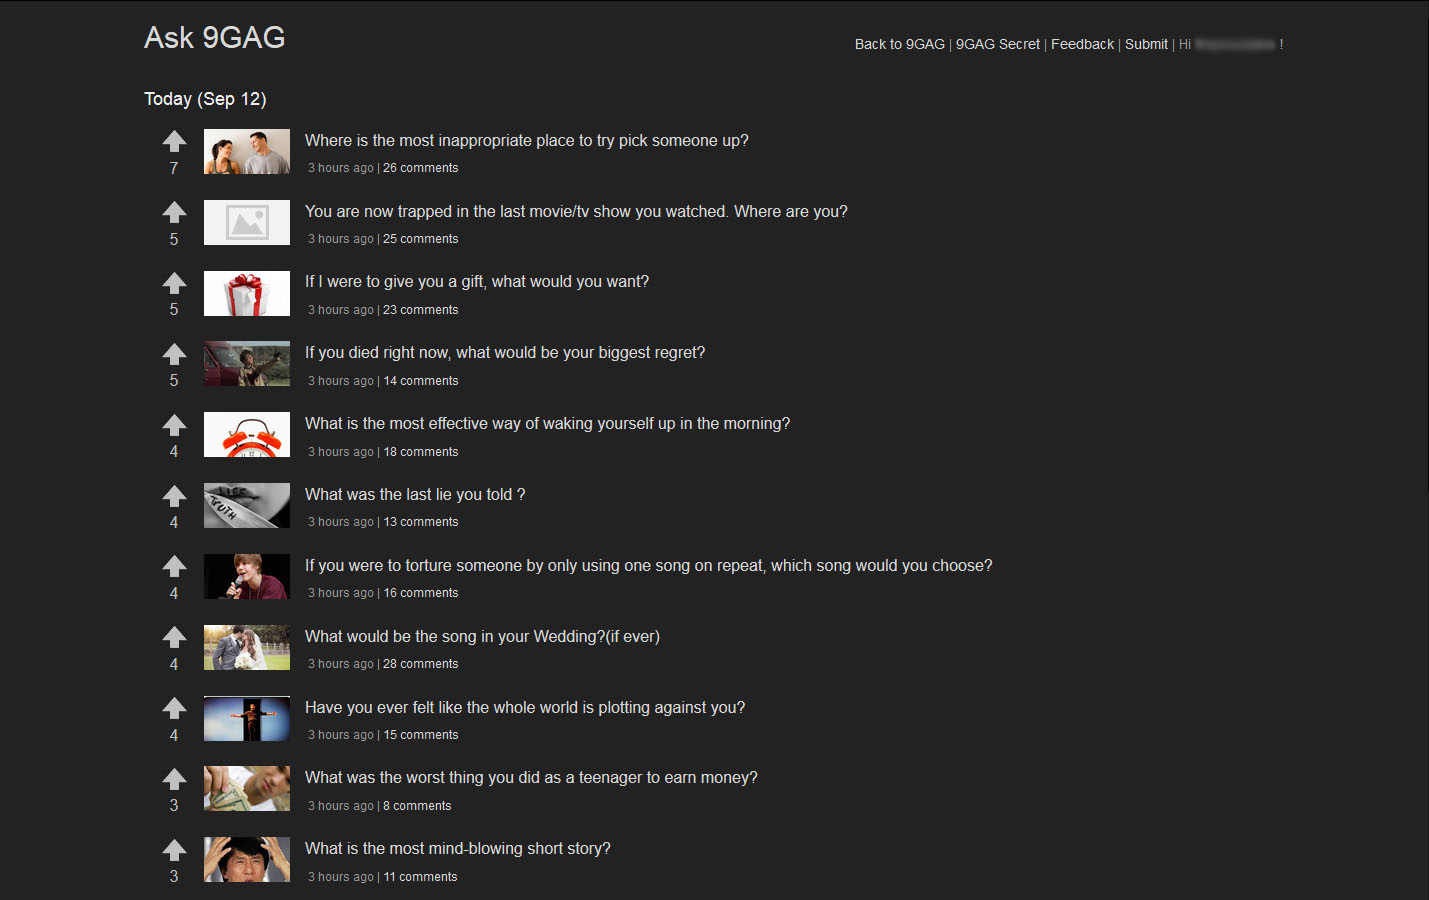 Ask 9GAG
Back to 9GAG | 9GAG Secret | Feedback | Submit | Hi !
Today (Sep 12)
Where is the most inappropriate place to try pick someone up?
7
3 hours ago | 26 comments
You are now trapped in the last movie/tv show you watched. Where are you?
5
3 hours ago | 25 comments
If I were to give you a gift, what would you want?
5
3 hours ago | 23 comments
If you died right now, what would be your biggest regret?
5
3 hours ago | 14 comments
What is the most effective way of waking yourself up in the morning?
4
3 hours ago | 18 comments
What was the last lie you told ?
LIES
TRUTH
4
3 hours ago | 13 comments
If you were to torture someone by only using one song on repeat, which song would you choose?
4
3 hours ago | 16 comments
What would be the song in your Wedding?(if ever)
4
3 hours ago | 28 comments
Have you ever felt like the whole world is plotting against you?
4
3 hours ago | 15 comments
What was the worst thing you did as a teenager to earn money?
3
3 hours ago | 8 comments
What is the most mind-blowing short story?
3
3 hours ago | 11 comments